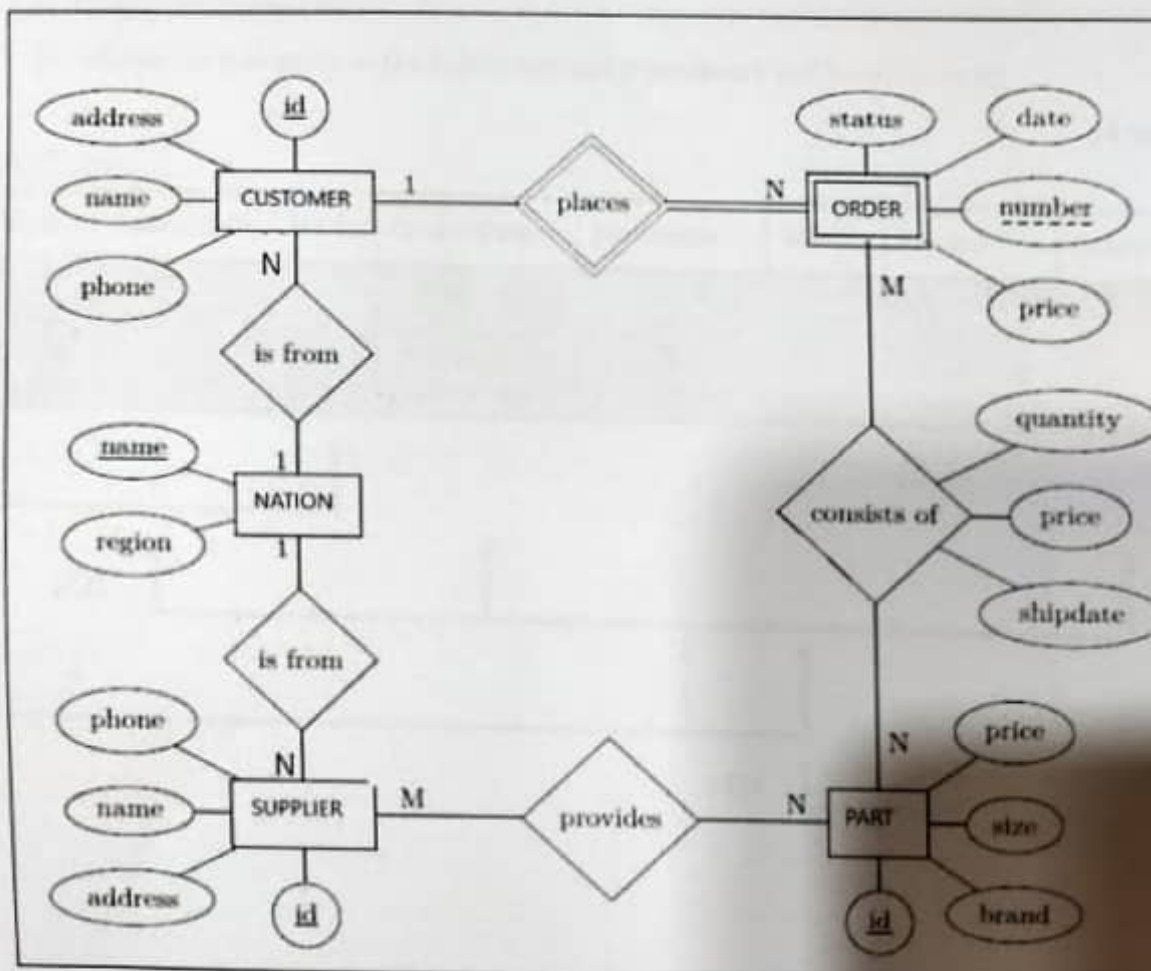 id
address
status
date
CUSTOMER
1
places
N
ORDER
name
number
N
M
phone
price
is from
quantity
name
1
NATION
consists of
price
region
1
shipdate
is from
phone
price
N
N
SUPPLIER
M
name
provides
N
PART
size
address
id
id
brand